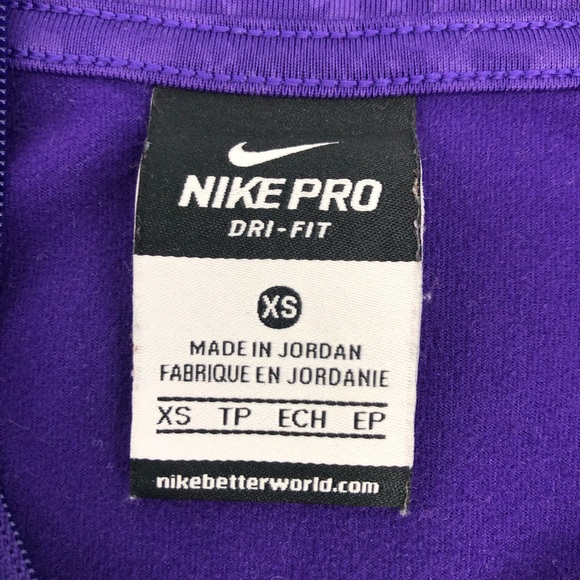 NIKE PRO
DRI-FIT
XS
MADE IN JORDAN
FABRIQUE EN JORDANIE
XS TP ECH EP
nikebetterworld.com